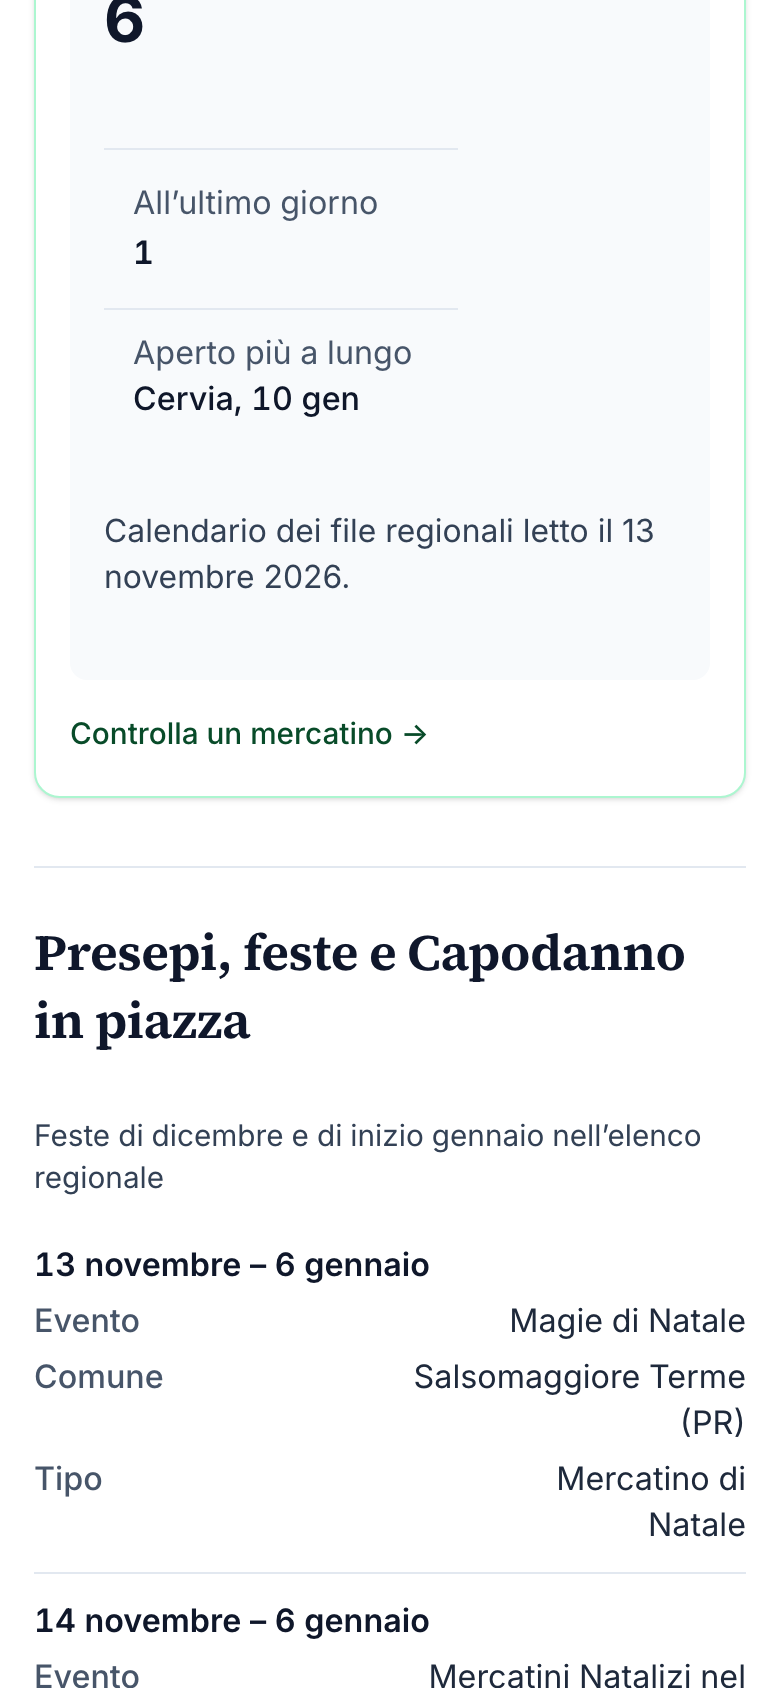 6
All’ultimo giorno
1
Aperto più a lungo
Cervia, 10 gen
Calendario dei file regionali letto il 13
novembre 2026.
Controlla un mercatino →
Presepi, feste e Capodanno
in piazza
Feste di dicembre e di inizio gennaio nell’elenco
regionale
13 novembre – 6 gennaio
Evento Magie di Natale
Comune Salsomaggiore Terme
(PR)
Tipo Mercatino di
Natale
14 novembre – 6 gennaio
Evento Mercatini Natalizi nel